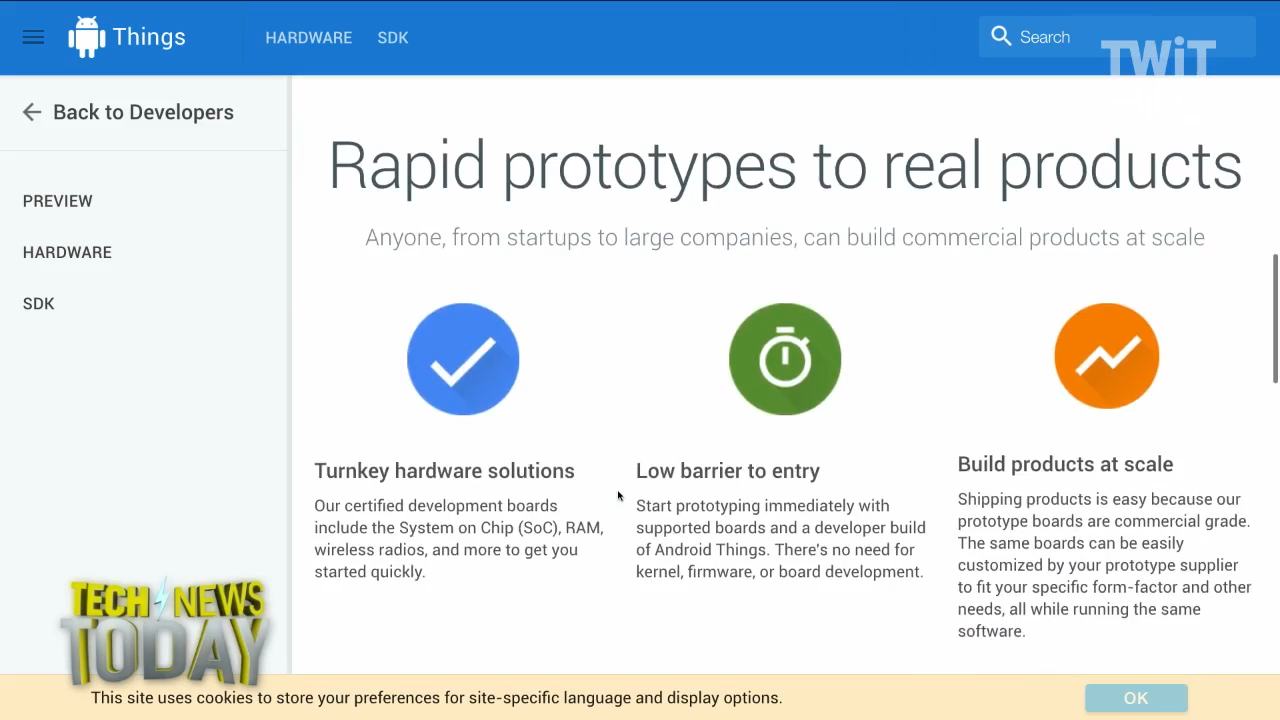 Things
HARDWARE
SDK
Search
TWiT
Back to Developers
PREVIEW
HARDWARE
SDK
Rapid prototypes to real products
Anyone, from startups to large companies, can build commercial products at scale
Turnkey hardware solutions
Our certified development boards
include the System on Chip (SoC), RAM,
wireless radios, and more to get you
started quickly.
Low barrier to entry
Start prototyping immediately with
supported boards and a developer build
of Android Things. There's no need for
kernel, firmware, or board development.
Build products at scale
Shipping products is easy because our
prototype boards are commercial grade.
The same boards can be easily
customized by your prototype supplier
to fit your specific form-factor and other
needs, all while running the same
software.
TECH NEWS
TODAY
This site uses cookies to store your preferences for site-specific language and display options.
OK